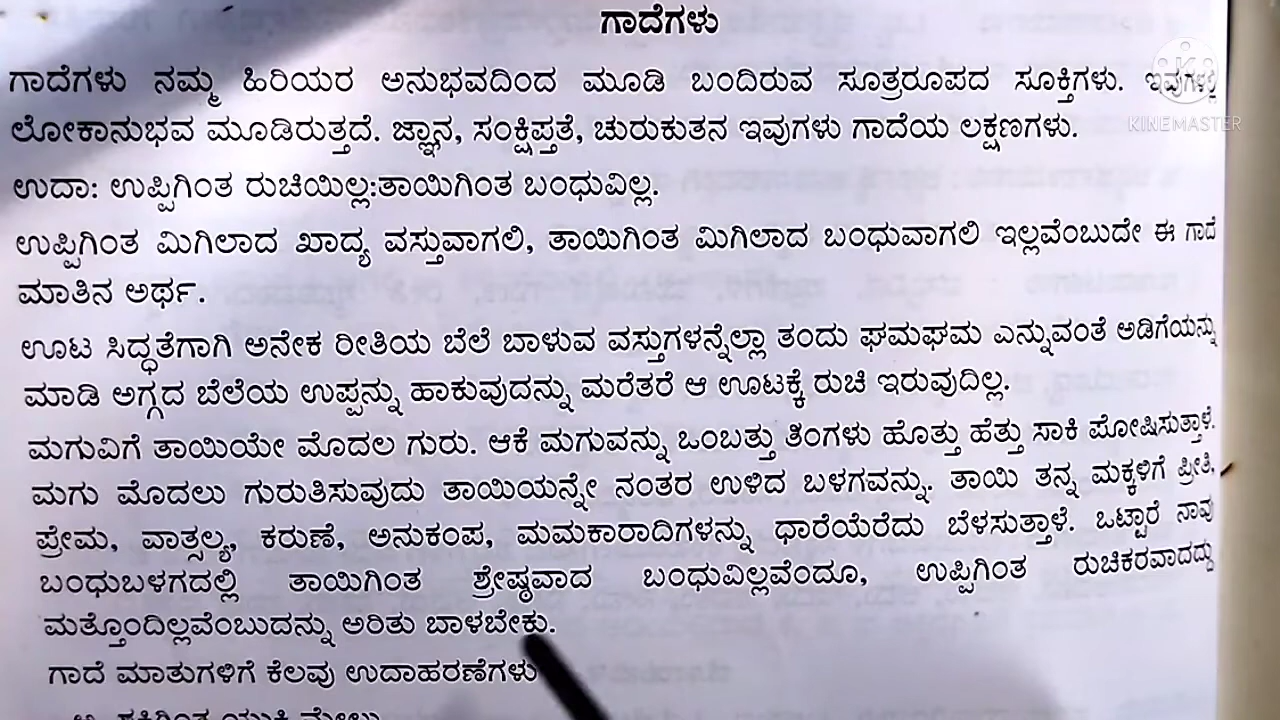 ಗಾದೆಗಳು
ಗಾದೆಗಳು ನಮ್ಮ ಹಿರಿಯರ ಅನುಭವದಿಂದ ಮೂಡಿ ಬಂದಿರುವ ಸೂತ್ರರೂಪದ ಸೂಕ್ತಿಗಳು. ಇವುಗಳಲ್ಲಿ
KINEMASTER
ಲೋಕಾನುಭವ ಮೂಡಿರುತ್ತದೆ. ಜ್ಞಾನ, ಸಂಕ್ಷಿಪ್ತತೆ, ಚುರುಕುತನ ಇವುಗಳು ಗಾದೆಯ ಲಕ್ಷಣಗಳು.
ಉದಾ: ಉಪ್ಪಿಗಿಂತ ರುಚಿಯಿಲ್ಲ:ತಾಯಿಗಿಂತ ಬಂಧುವಿಲ್ಲ.
ಉಪ್ಪಿಗಿಂತ ಮಿಗಿಲಾದ ಖಾದ್ಯ ವಸ್ತುವಾಗಲಿ, ತಾಯಿಗಿಂತ ಮಿಗಿಲಾದ ಬಂಧುವಾಗಲಿ ಇಲ್ಲವೆಂಬುದೇ ಈ ಗಾದೆ
ಮಾತಿನ ಅರ್ಥ.
ಊಟ ಸಿದ್ಧತೆಗಾಗಿ ಅನೇಕ ರೀತಿಯ ಬೆಲೆ ಬಾಳುವ ವಸ್ತುಗಳನ್ನೆಲ್ಲಾ ತಂದು ಘಮಘಮ ಎನ್ನುವಂತೆ ಅಡಿಗೆಯನ್ನು
ಮಾಡಿ ಅಗ್ಗದ ಬೆಲೆಯ ಉಪ್ಪನ್ನು ಹಾಕುವುದನ್ನು ಮರೆತರೆ ಆ ಊಟಕ್ಕೆ ರುಚಿ ಇರುವುದಿಲ್ಲ.
ಮಗುವಿಗೆ ತಾಯಿಯೇ ಮೊದಲ ಗುರು. ಆಕೆ ಮಗುವನ್ನು ಒಂಬತ್ತು ತಿಂಗಳು ಹೊತ್ತು ಹೆತ್ತು ಸಾಕಿ ಪೋಷಿಸುತ್ತಾಳೆ.
ಮಗು ಮೊದಲು ಗುರುತಿಸುವುದು ತಾಯಿಯನ್ನೇ ನಂತರ ಉಳಿದ ಬಳಗವನ್ನು. ತಾಯಿ ತನ್ನ ಮಕ್ಕಳಿಗೆ ಪ್ರೀತಿ,
ಪ್ರೇಮ, ವಾತ್ಸಲ್ಯ, ಕರುಣೆ, ಅನುಕಂಪ, ಮಮಕಾರಾದಿಗಳನ್ನು ಧಾರೆಯೆರೆದು ಬೆಳಸುತ್ತಾಳೆ. ಒಟ್ಟಾರೆ ನಾವು
ಬಂಧುಬಳಗದಲ್ಲಿ ತಾಯಿಗಿಂತ ಶ್ರೇಷ್ಠವಾದ ಬಂಧುವಿಲ್ಲವೆಂದೂ, ಉಪ್ಪಿಗಿಂತ ರುಚಿಕರವಾದದ್ದು
ಮತ್ತೊಂದಿಲ್ಲವೆಂಬುದನ್ನು ಅರಿತು ಬಾಳಬೇಕು.
ಗಾದೆ ಮಾತುಗಳಿಗೆ ಕೆಲವು ಉದಾಹರಣೆಗಳು